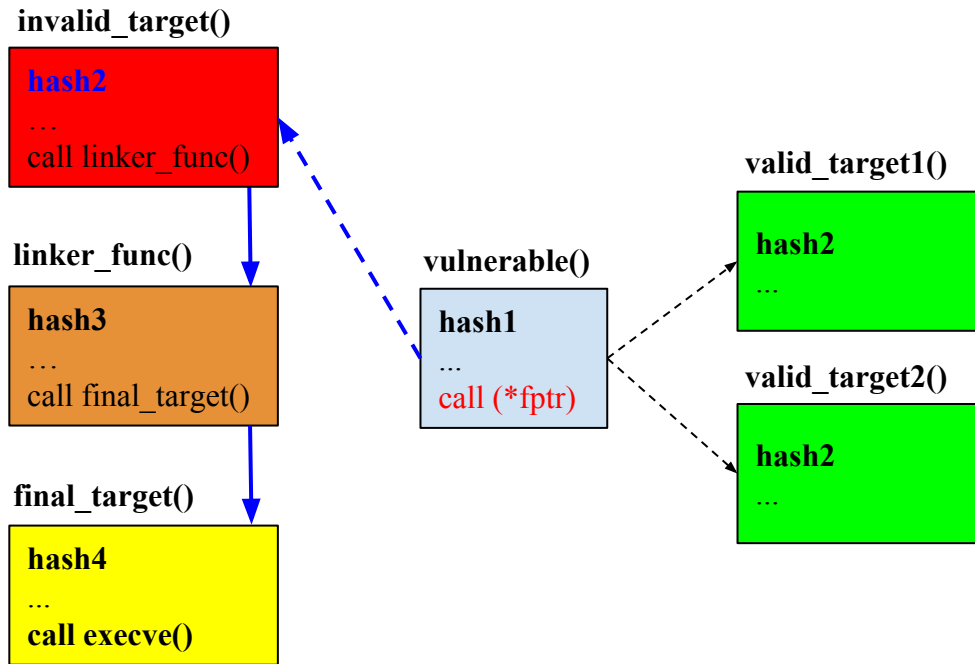 invalid_target()
hash2
…
call linker_func()
linker_func()
hash3
…
call final_target()
final_target()
hash4
...
call execve()
vulnerable()
hash1
...
call (*fptr)
valid_target1()
hash2
...
valid_target2()
hash2
...